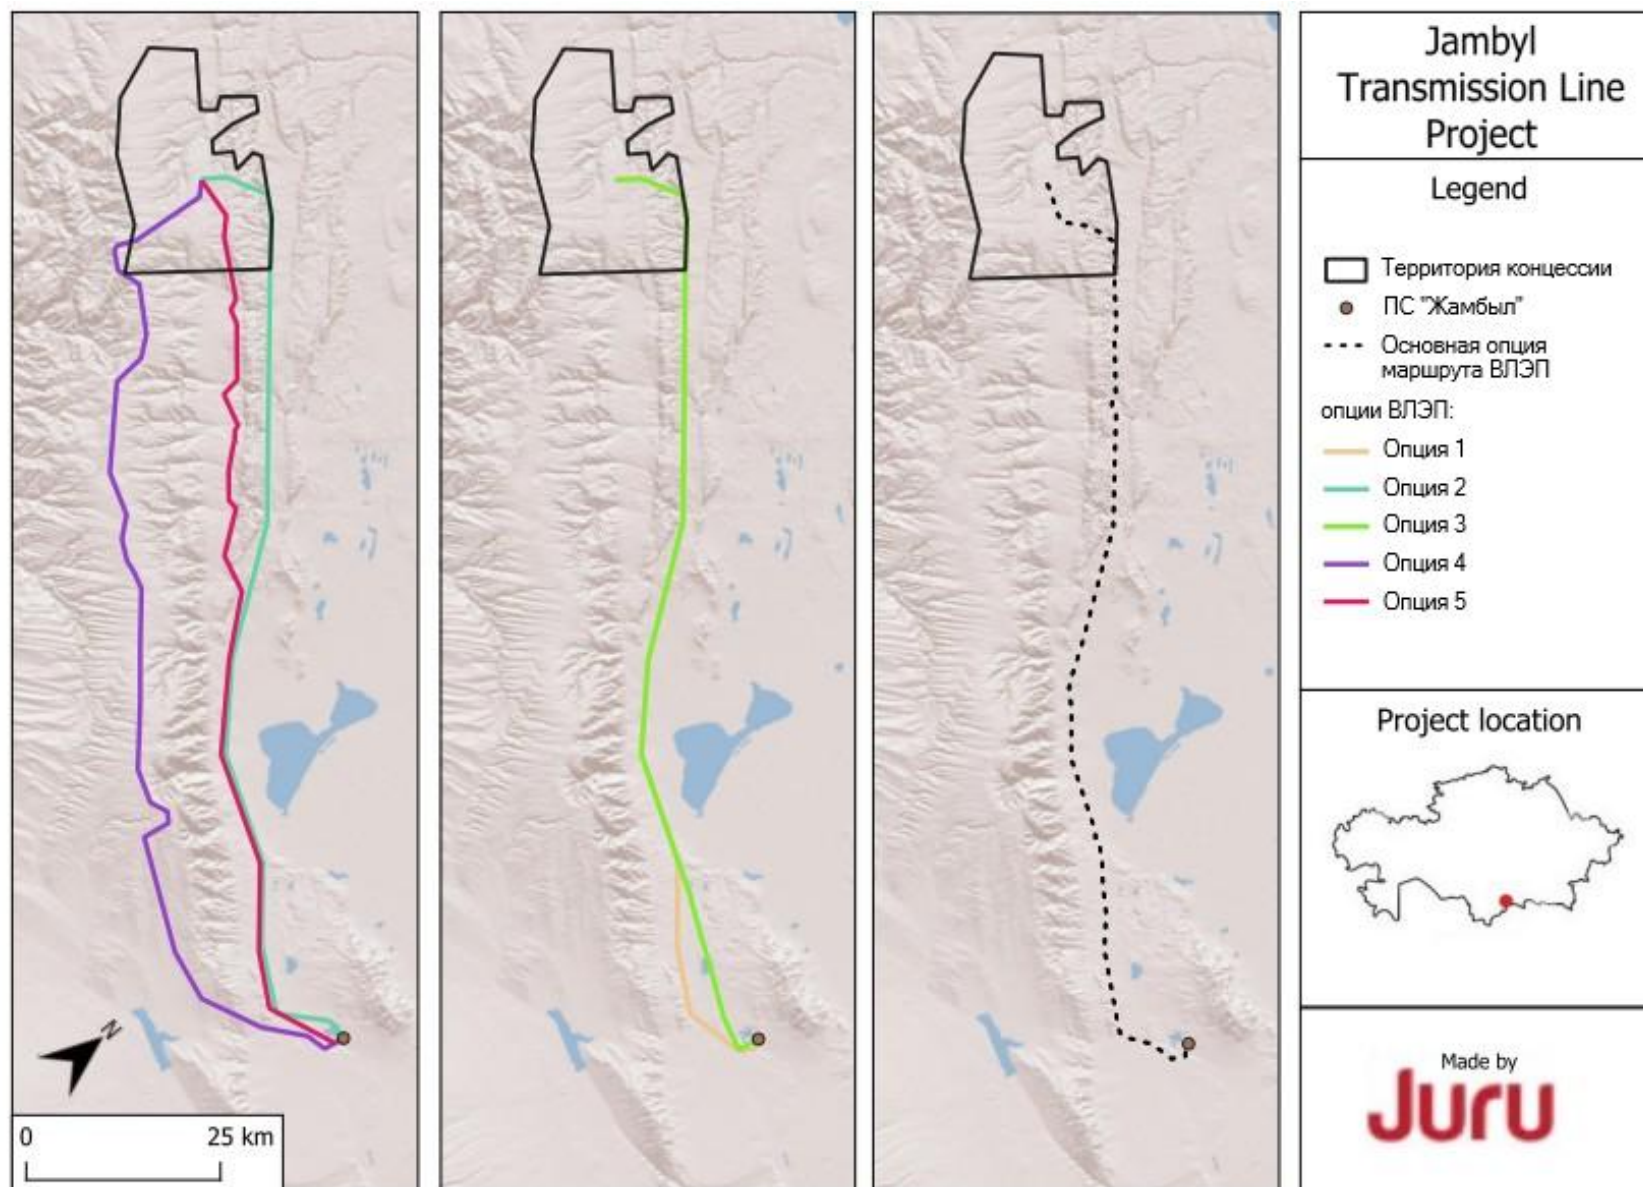 Jambyl
Transmission Line
Project
Legend
Территория концессии
ПС "Жамбыл"
Основная опция
маршрута ВЛЭП
опции ВЛЭП:
Опция 1
Опция 2
Опция 3
Опция 4
Опция 5
Project location
Made by
Juru
N
0 25 km